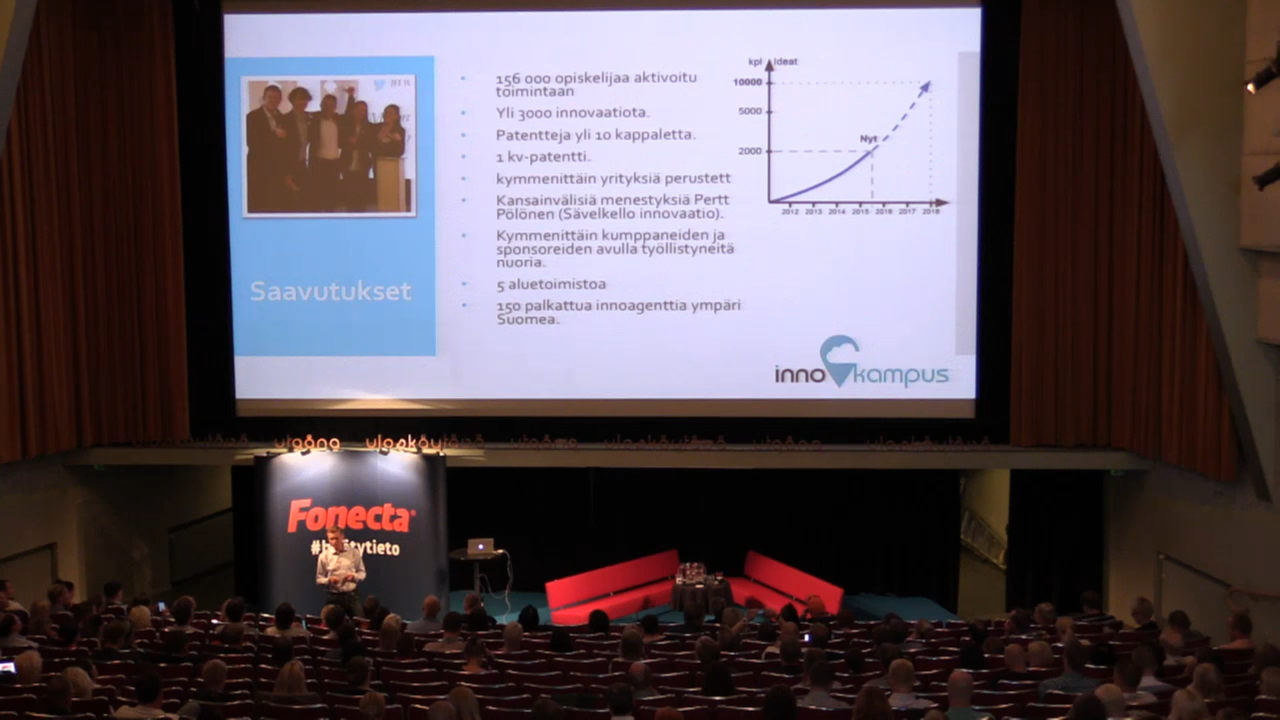 156 000 opiskelijaa aktivoitu
toimintaan
Yli 3000 innovaatiota.
Patentteja yli 10 kappaletta.
1 kv-patentti.
kymmenittäin yrityksiä perustett
Kansainvälisiä menestyksiä Pertt
Pölönen (Sävelkello innovaatio).
Kymmenittäin kumppaneiden ja
sponsoreiden avulla työllistyneitä
nuoria.
5 aluetoimistoa
150 palkattua innoagenttia ympäri
Suomea.
Saavutukset
kpl ideat
10000
5000
2000
Nyt
2012 2013 2014 2015 2016 2017 2018
innokampus
Fonecta